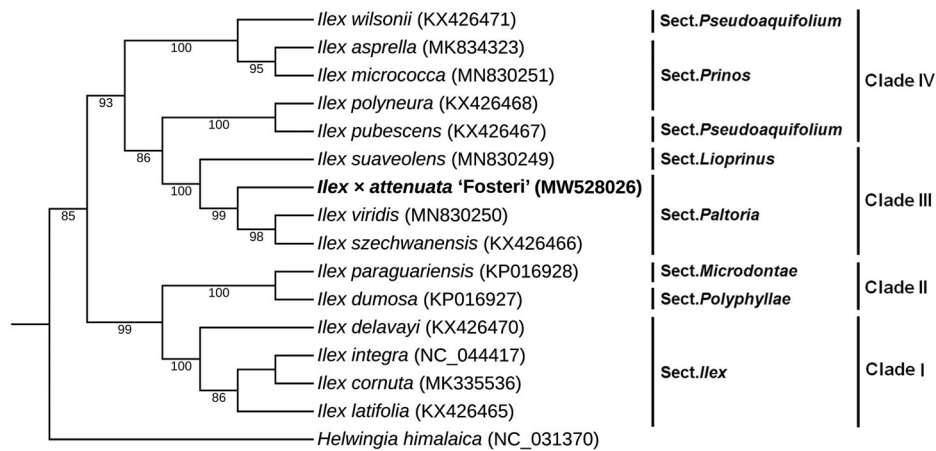 Ilex wilsonii (KX426471)
Ilex asprella (MK834323)
Ilex micrococca (MN830251)
Ilex polyneura (KX426468)
Ilex pubescens (KX426467)
Ilex suaveolens (MN830249)
Ilex × attenuata ‘Fosteri’ (MW528026)
Ilex viridis (MN830250)
Ilex szechwanensis (KX426466)
Ilex paraguariensis (KP016928)
Ilex dumosa (KP016927)
Ilex delavayi (KX426470)
Ilex integra (NC_044417)
Ilex cornuta (MK335536)
Ilex latifolia (KX426465)
Helwingia himalaica (NC_031370)
100
95
93
100
86
100
99
98
85
100
99
100
86
Sect.Pseudoaquifolium
Sect.Prinos
Sect.Pseudoaquifolium
Sect.Lioprinus
Sect.Paltoria
Sect.Microdontae
Sect.Polyphyllae
Sect.Ilex
Clade IV
Clade III
Clade II
Clade I